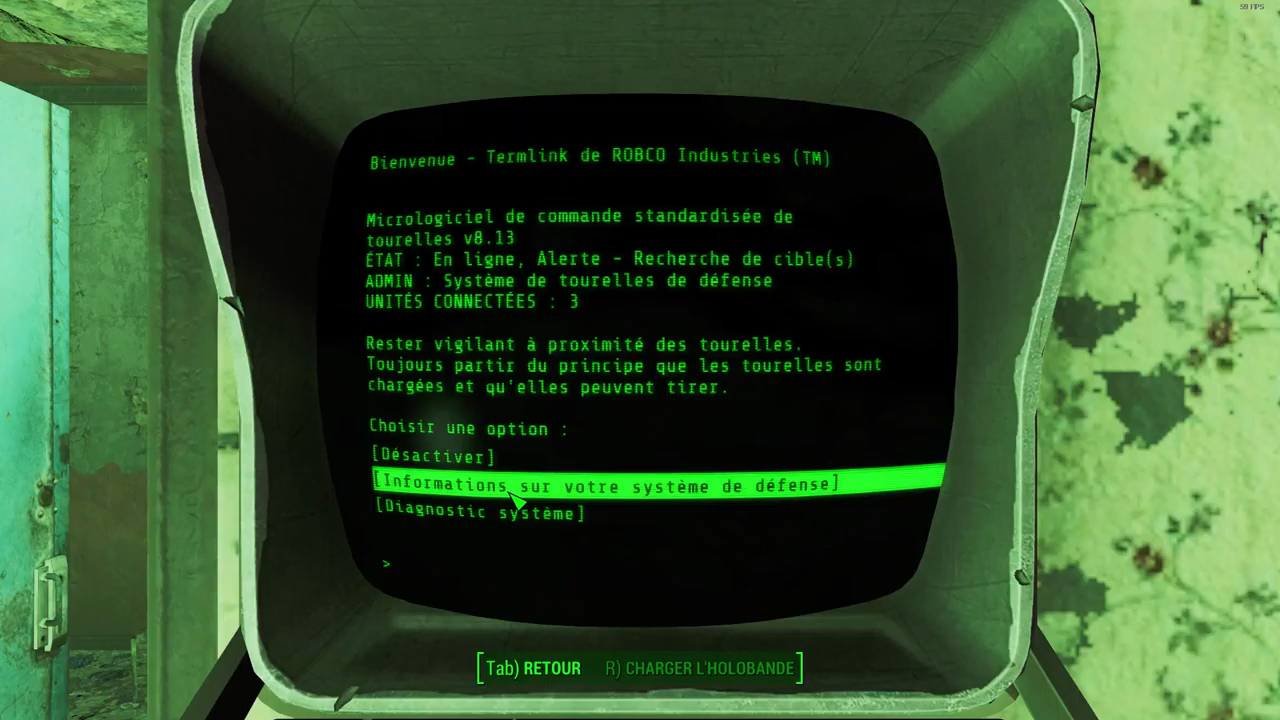 59 FPS
Bienvenue - Termlink de ROBCO Industries (TM)
Micrologiciel de commande standardisée de
tourelles v8.13
ÉTAT : En ligne, Alerte - Recherche de cible(s)
ADMIN : Système de tourelles de défense
UNITÉS CONNECTÉES : 3
Rester vigilant à proximité des tourelles.
Toujours partir du principe que les tourelles sont
chargées et qu'elles peuvent tirer.
Choisir une option :
[Désactiver]
[Informations sur votre système de défense]
[Diagnostic système]
>
[Tab) RETOUR R) CHARGER L'HOLOBANDE]